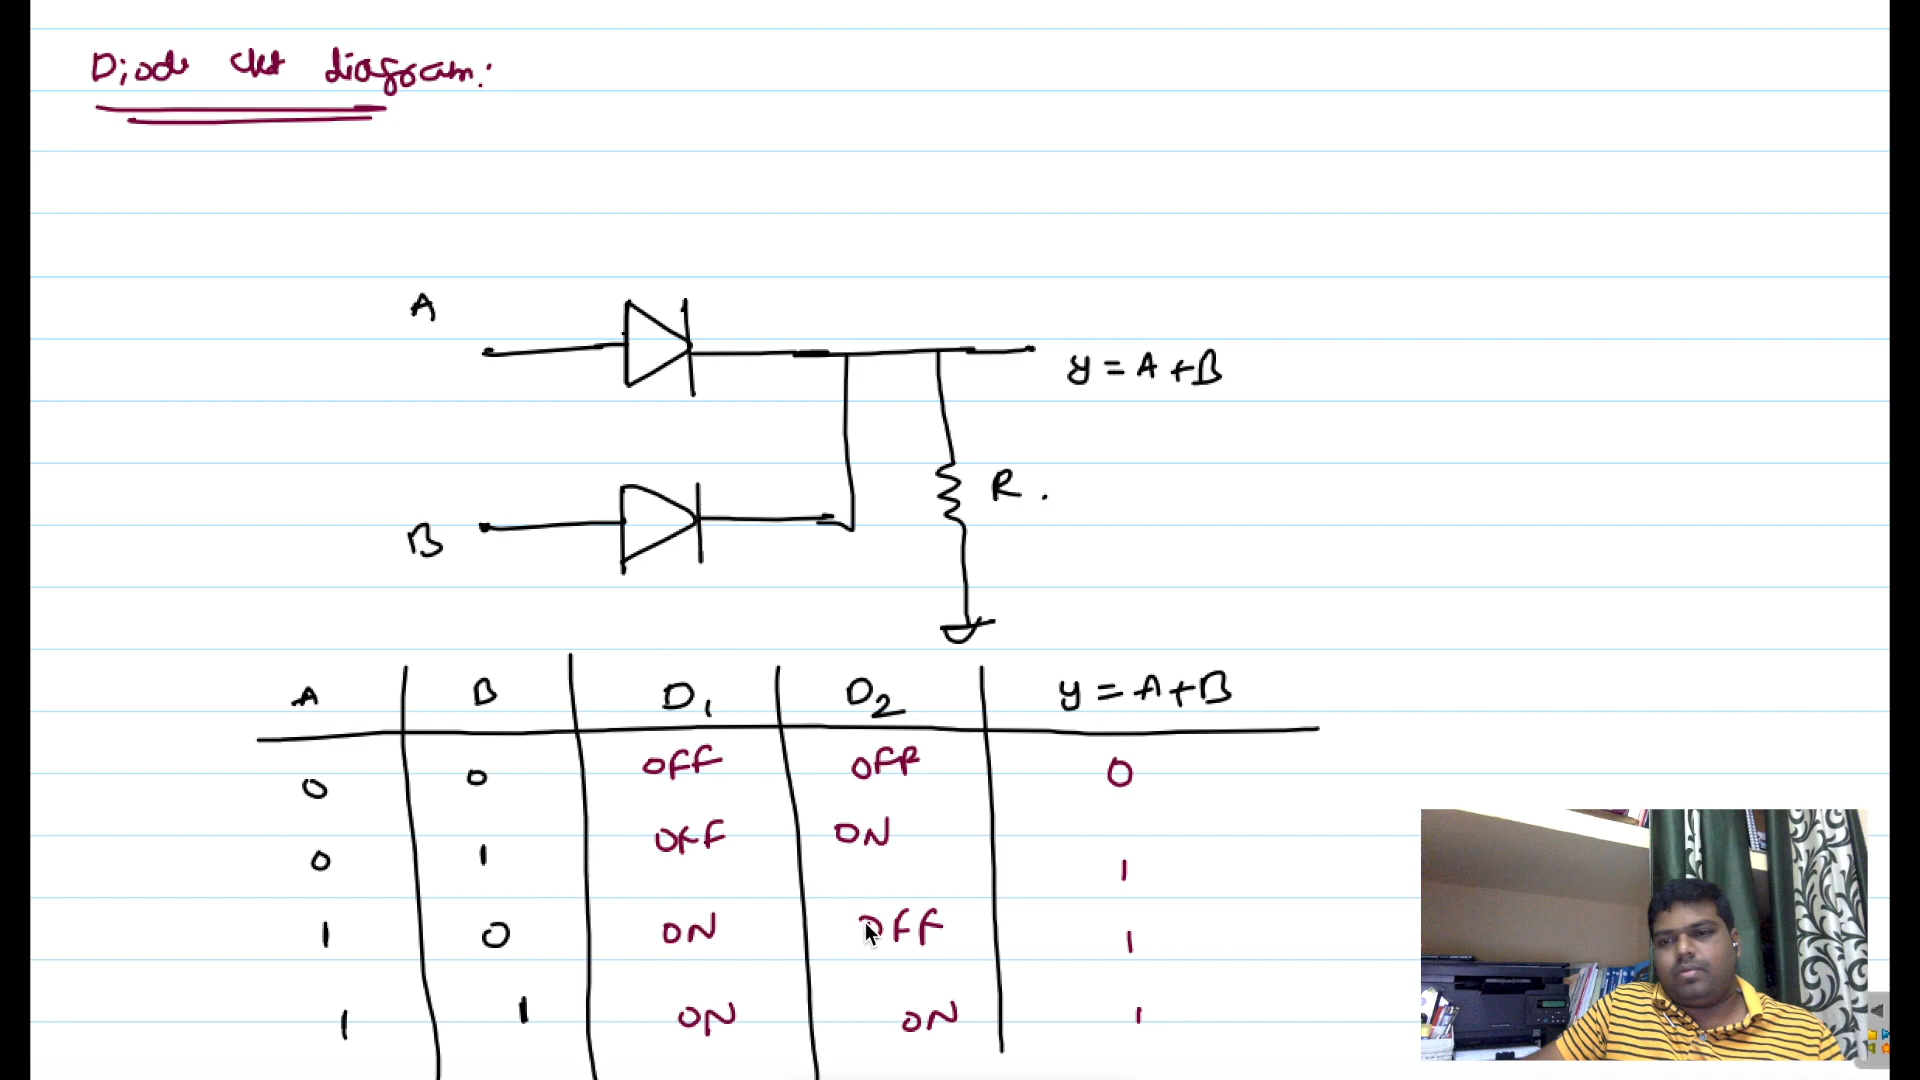 Diode ckt diagram:
A
y = A + B
R.
B
A B D1 D2 y = A + B
0 0 OFF OFF 0
0 1 OFF ON 1
1 0 ON OFF 1
1 1 ON ON 1